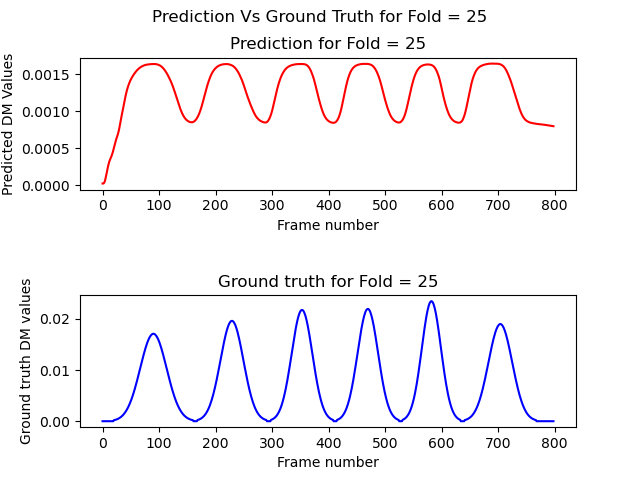 Prediction Vs Ground Truth for Fold = 25
Prediction for Fold = 25
Predicted DM Values
0.0015
0.0010
0.0005
0.0000
0 100 200 300 400 500 600 700 800
Frame number
Ground truth for Fold = 25
Ground truth DM values
0.02
0.01
0.00
0 100 200 300 400 500 600 700 800
Frame number